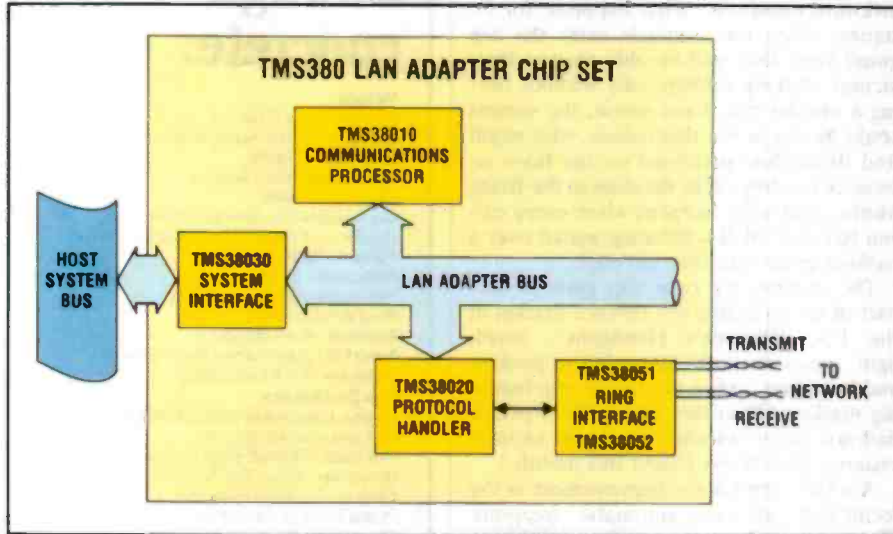 TMS380 LAN ADAPTER CHIP SET
TMS38010
COMMUNICATIONS
PROCESSOR
HOST
SYSTEM
BUS
TMS38030
SYSTEM
INTERFACE
LAN ADAPTER BUS
TMS38020
PROTOCOL
HANDLER
TMS38051
RING
INTERFACE
TMS38052
TRANSMIT
TO
NETWORK
RECEIVE